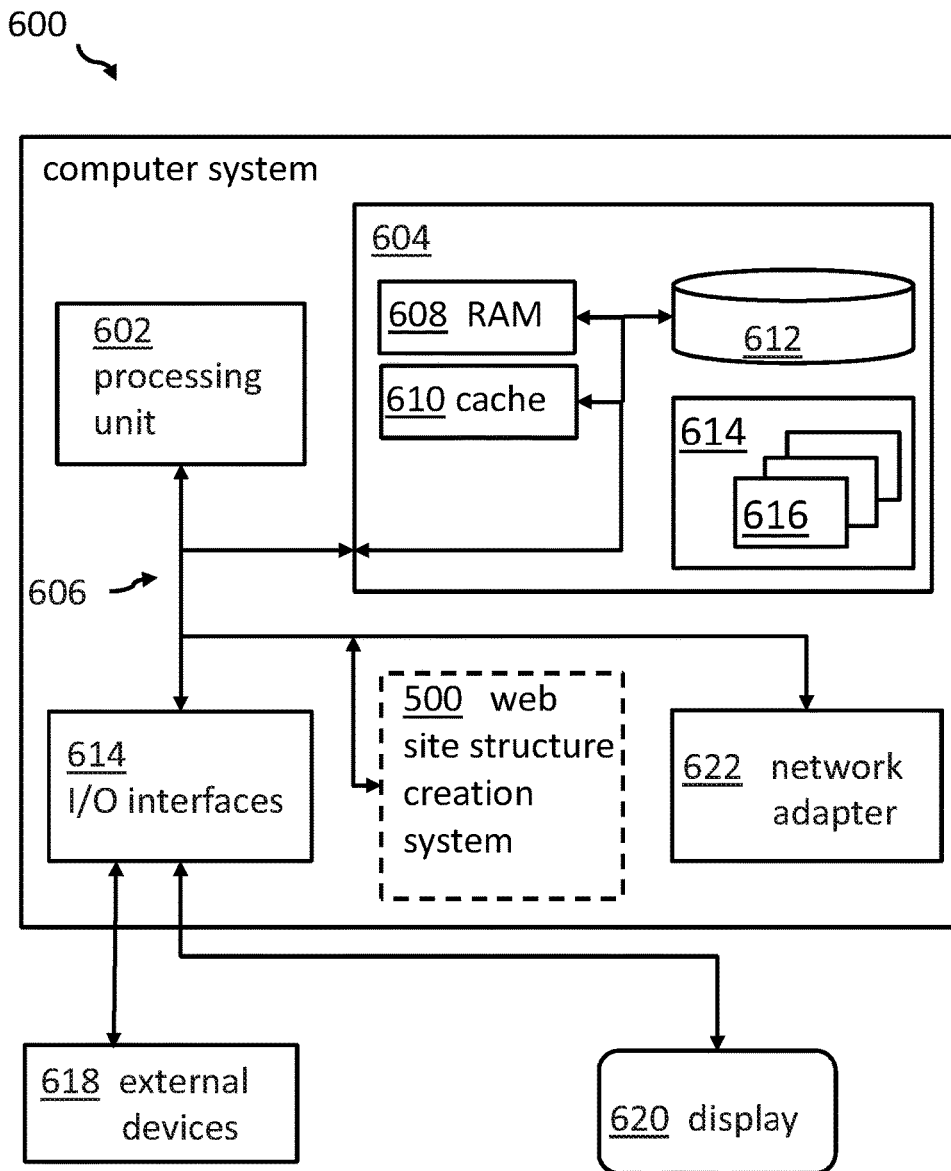 600
computer system
604
608 RAM
612
610 cache
602
processing
unit
614
616
606
500 web
site structure
creation
system
614
I/O interfaces
622 network
adapter
618 external
devices
620 display